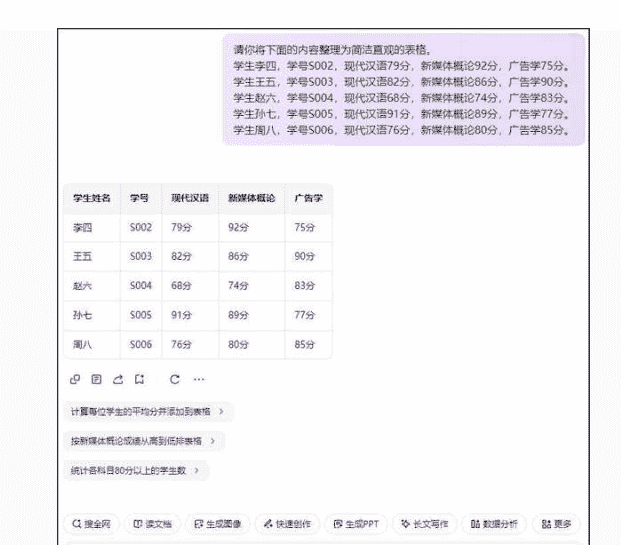 请你将下面的内容整理为简洁直观的表格。
学生李四，学号S002，现代汉语79分，新媒体概论92分，广告学75分。
学生王五，学号S003，现代汉语82分，新媒体概论86分，广告学90分。
学生赵六，学号S004，现代汉语68分，新媒体概论74分，广告学83分。
学生孙七，学号S005，现代汉语91分，新媒体概论89分，广告学77分。
学生周八，学号S006，现代汉语76分，新媒体概论80分，广告学85分。
学生姓名 学号 现代汉语 新媒体概论 广告学
李四 S002 79分 92分 75分
王五 S003 82分 86分 90分
赵六 S004 68分 74分 83分
孙七 S005 91分 89分 77分
周八 S006 76分 80分 85分
计算每位学生的平均分并添加到表格
按新媒体概论成绩从高到低排表格
统计各科目80分以上的学生数
搜全网 读文档 生成图像 快速创作 生成PPT 长文写作 数据分析 更多